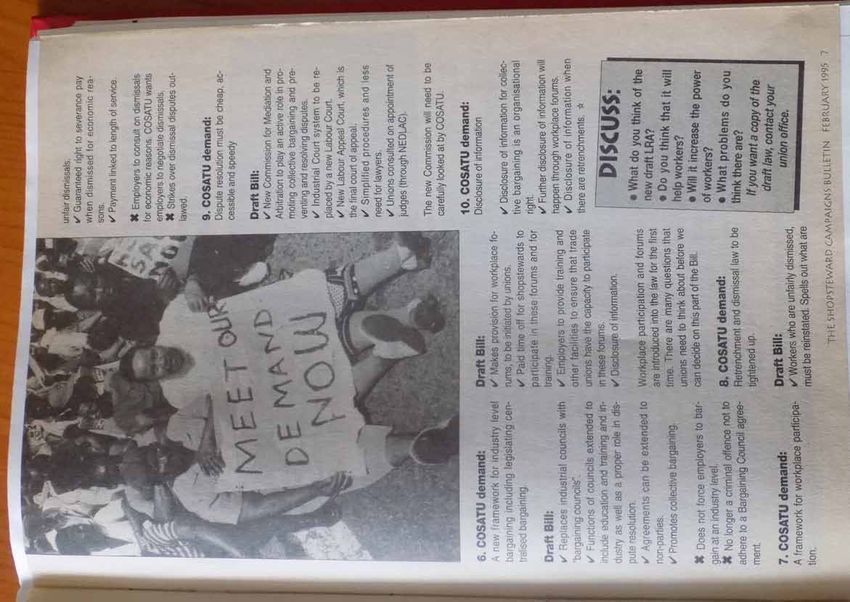 MEET OUR
DEMAND
NOW
6. COSATU demand:
A new framework for industry level
bargaining including legislating cen-
tralised bargaining.
Draft Bill:
✔ Replaces industrial councils with
"bargaining councils".
✔ Functions of councils extended to
include education and training and in-
dustry as well as a proper role in dis-
pute resolution.
✔ Agreements can be extended to
non-parties.
✔ Promotes collective bargaining.
✖ Does not force employers to bar-
gain at an industry level.
✖ No longer a criminal offence not to
adhere to a Bargaining Council agree-
ment.
7. COSATU demand:
A framework for workplace participa-
tion.
Draft Bill:
✔ Makes provision for workplace fo-
rums, to be initiated by unions.
✔ Paid time off for shopstewards to
participate in these forums and for
training.
✔ Employers to provide training and
other facilities to ensure that trade
unions have the capacity to participate
in these forums.
✔ Disclosure of information.
Workplace participation and forums
are introduced into the law for the first
time. There are many questions that
unions need to think about before we
can decide on this part of the Bill.
8. COSATU demand:
Retrenchment and dismissal law to be
tightened up.
Draft Bill:
✔ Workers who are unfairly dismissed,
must be reinstated. Spells out what are
unfair dismissals.
✔ Guaranteed right to severance pay
when dismissed for economic rea-
sons.
✔ Payment linked to length of service.
✖ Employers to consult on dismissals
for economic reasons. COSATU wants
employers to negotiate dismissals.
✖ Strikes over dismissal disputes out-
lawed.
9. COSATU demand:
Dispute resolution must be cheap, ac-
cessible and speedy
Draft Bill:
✔ New Commission for Mediation and
Arbitration to play an active role in pro-
moting collective bargaining and pre-
venting and resolving disputes.
✔ Industrial Court system to be re-
placed by a new Labour Court.
✔ New Labour Appeal Court, which is
the final court of appeal.
✔ Simplified procedures and less
need for lawyers.
✔ Unions consulted on appointment of
judges (through NEDLAC).
The new Commission will need to be
carefully looked at by COSATU.
10. COSATU demand:
Disclosure of information
✔ Disclosure of information for collec-
tive bargaining is an organisational
right.
✔ Further disclosure of information will
happen through workplace forums.
✔ Disclosure of information when
there are retrenchments. ☆
DISCUSS:
● What do you think of the
new draft LRA?
● Do you think that it will
help workers?
● Will it increase the power
of workers?
● What problems do you
think there are?
If you want a copy of the
draft law, contact your
union office.
THE SHOPSTEWARD CAMPAIGNS BULLETIN FEBRUARY 1995 7